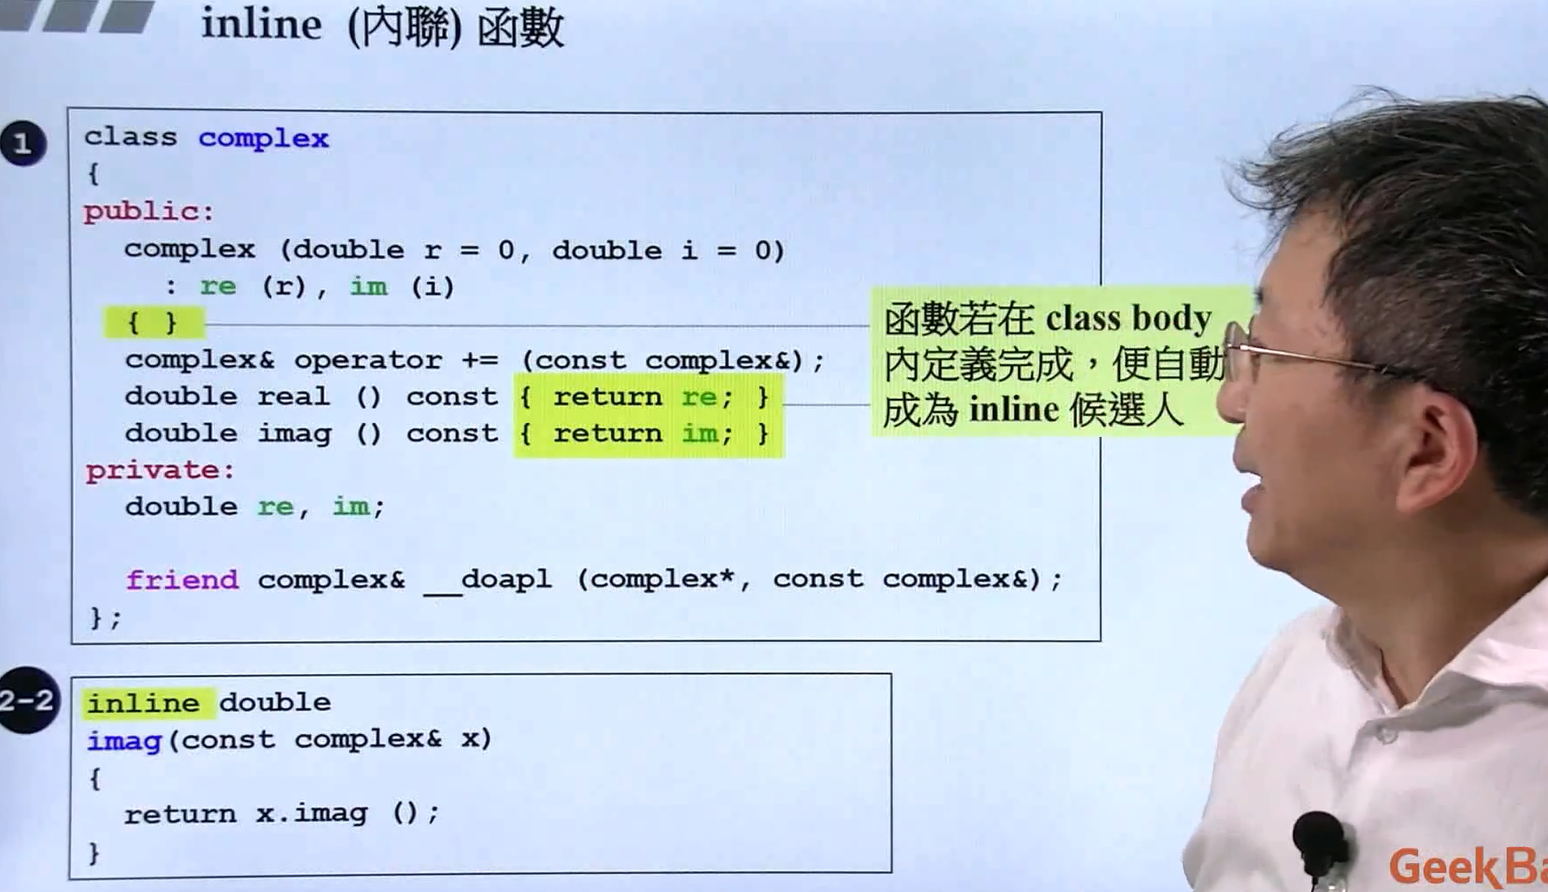 inline (內聯) 函數
1
class complex
{
public:
complex (double r = 0, double i = 0)
: re (r), im (i)
{ }
complex& operator += (const complex&);
double real () const { return re; }
double imag () const { return im; }
private:
double re, im;
friend complex& __doapl (complex*, const complex&);
};
函數若在 class body
內定義完成,便自動
成為 inline 候選人
2-2
inline double
imag(const complex& x)
{
return x.imag ();
}
GeekBa